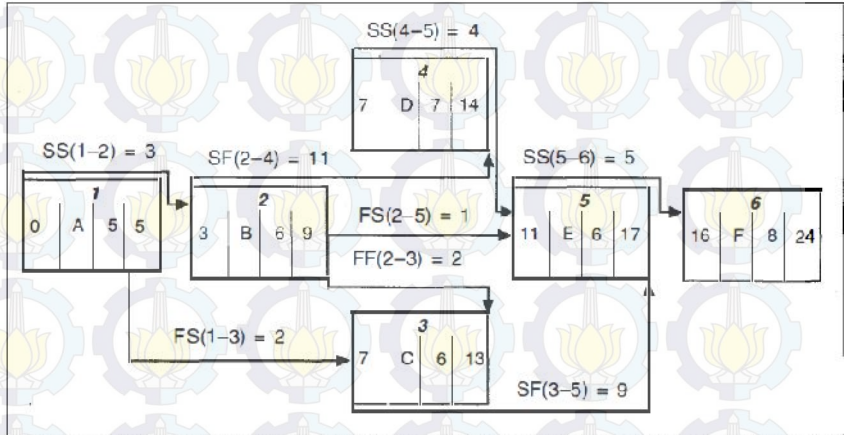 SS(4–5) = 4
4
7 D 7 14
SS(1–2) = 3
SF(2–4) = 11
SS(5–6) = 5
1
0 A 5 5
2
3 B 6 9
FS(2–5) = 1
5
11 E 6 17
6
16 F 8 24
FF(2–3) = 2
FS(1–3) = 2
3
7 C 6 13
SF(3–5) = 9